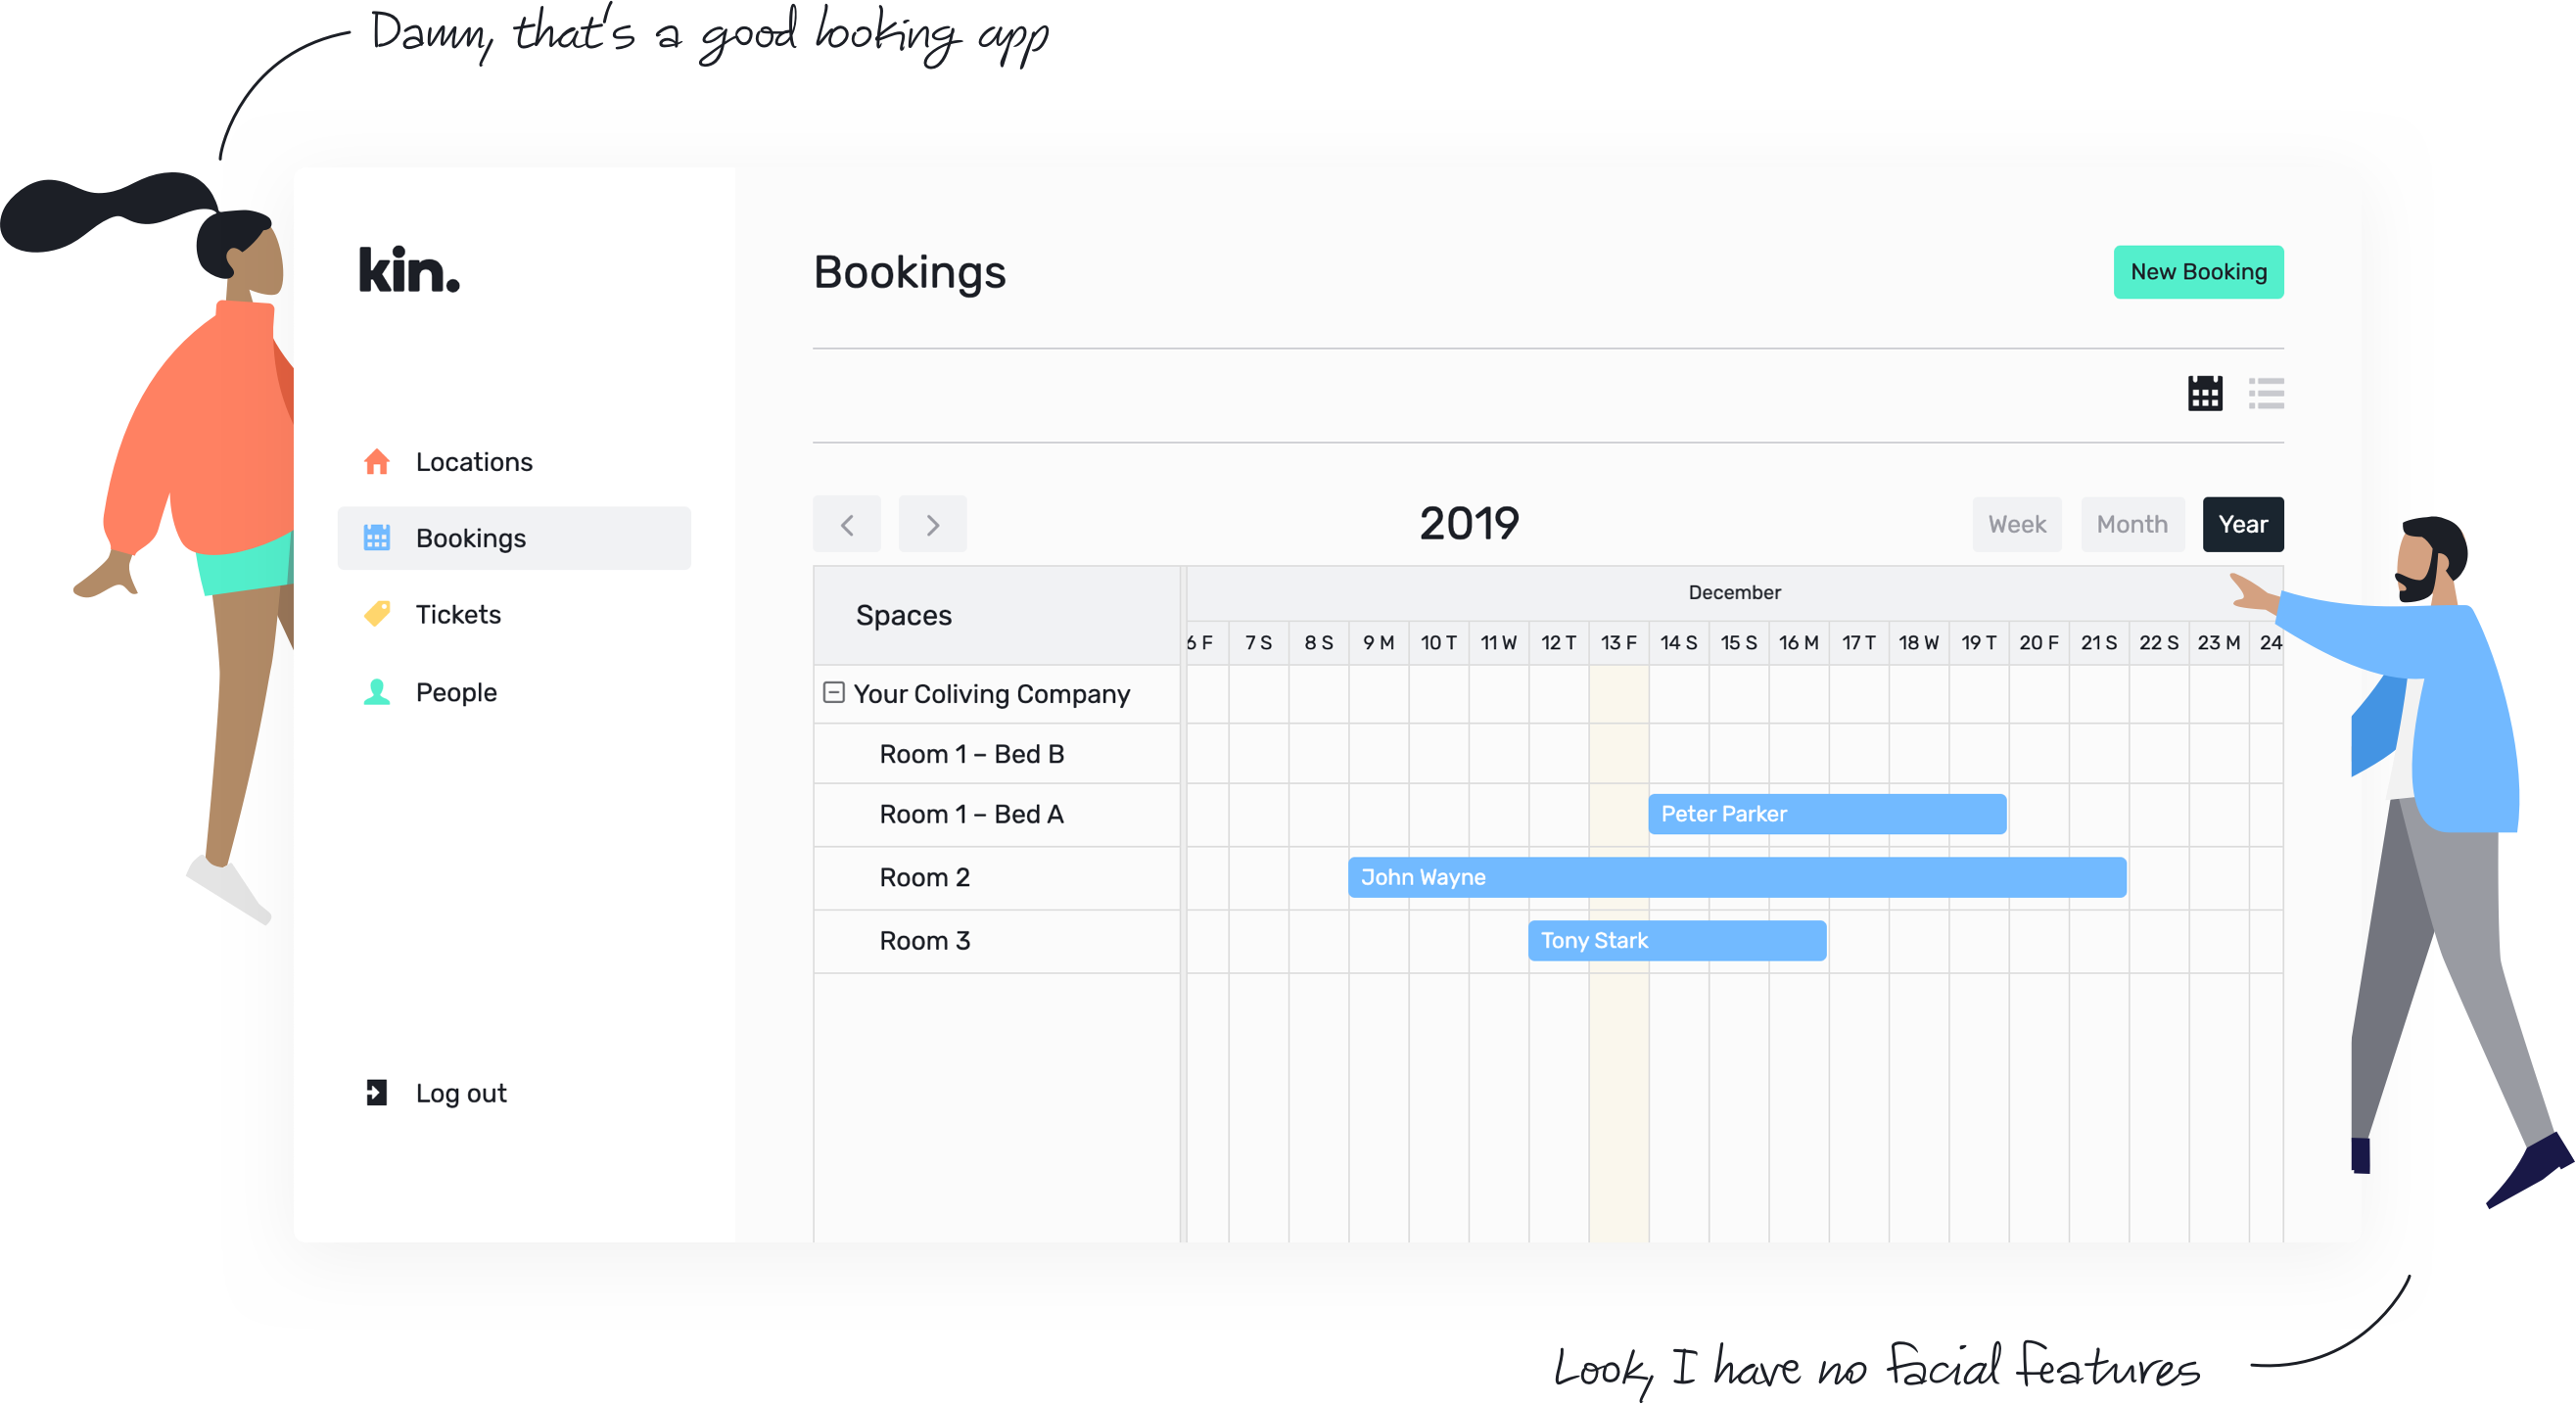 Damn, that's a good looking app
kin.
Bookings
New Booking
Locations
Bookings
Tickets
People
Log out
2019
Week Month Year
Spaces
December
6 F 7 S 8 S 9 M 10 T 11 W 12 T 13 F 14 S 15 S 16 M 17 T 18 W 19 T 20 F 21 S 22 S 23 M 24
Your Coliving Company
Room 1 – Bed B
Room 1 – Bed A Peter Parker
Room 2 John Wayne
Room 3 Tony Stark
Look, I have no facial features